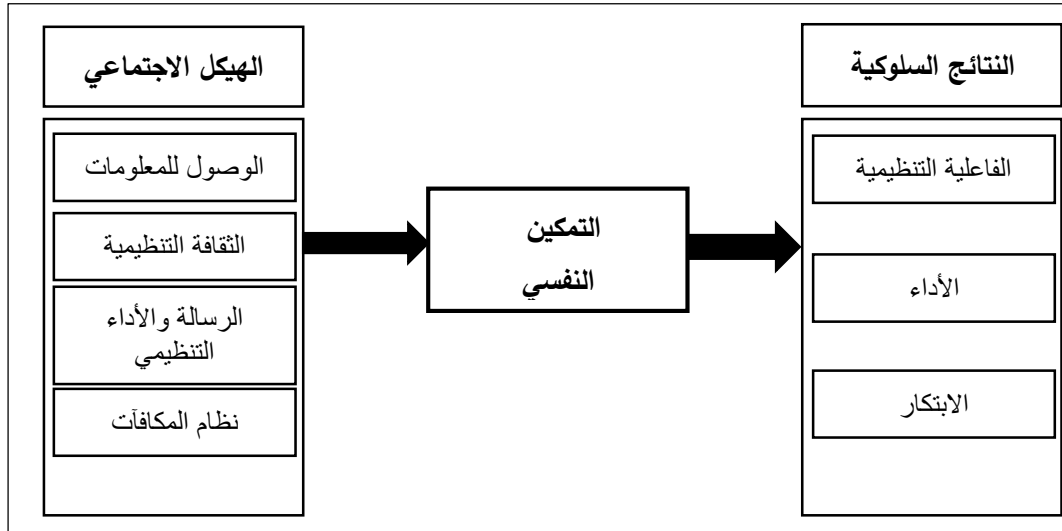 الهيكل الاجتماعي
الوصول للمعلومات
الثقافة التنظيمية
الرسالة والأداء
التنظيمي
نظام المكافآت
التمكين
النفسي
النتائج السلوكية
الفاعلية التنظيمية
الأداء
الابتكار